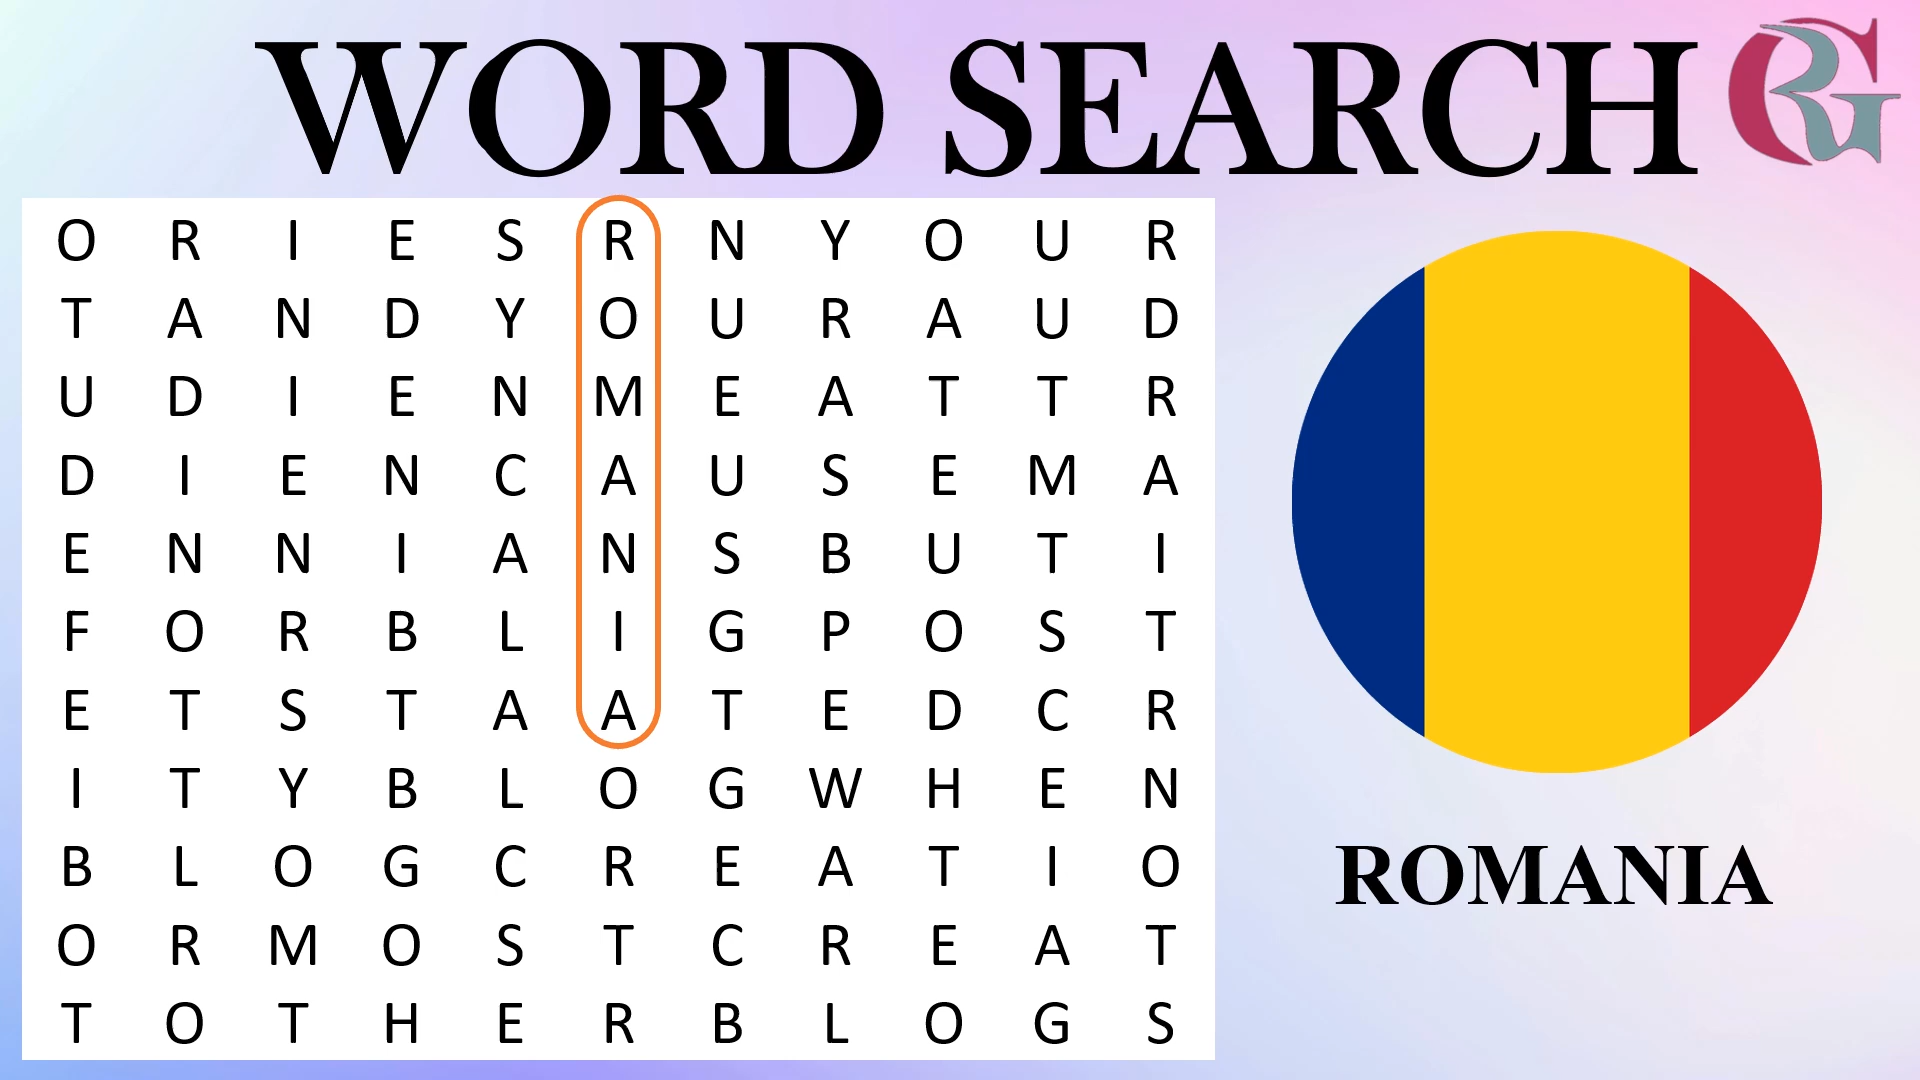 WORD SEARCH
O R I E S R N Y O U R
T A N D Y O U R A U D
U D I E N M E A T T R
D I E N C A U S E M A
E N N I A N S B U T I
F O R B L I G P O S T
E T S T A A T E D C R
I T Y B L O G W H E N
B L O G C R E A T I O
O R M O S T C R E A T
T O T H E R B L O G S
ROMANIA